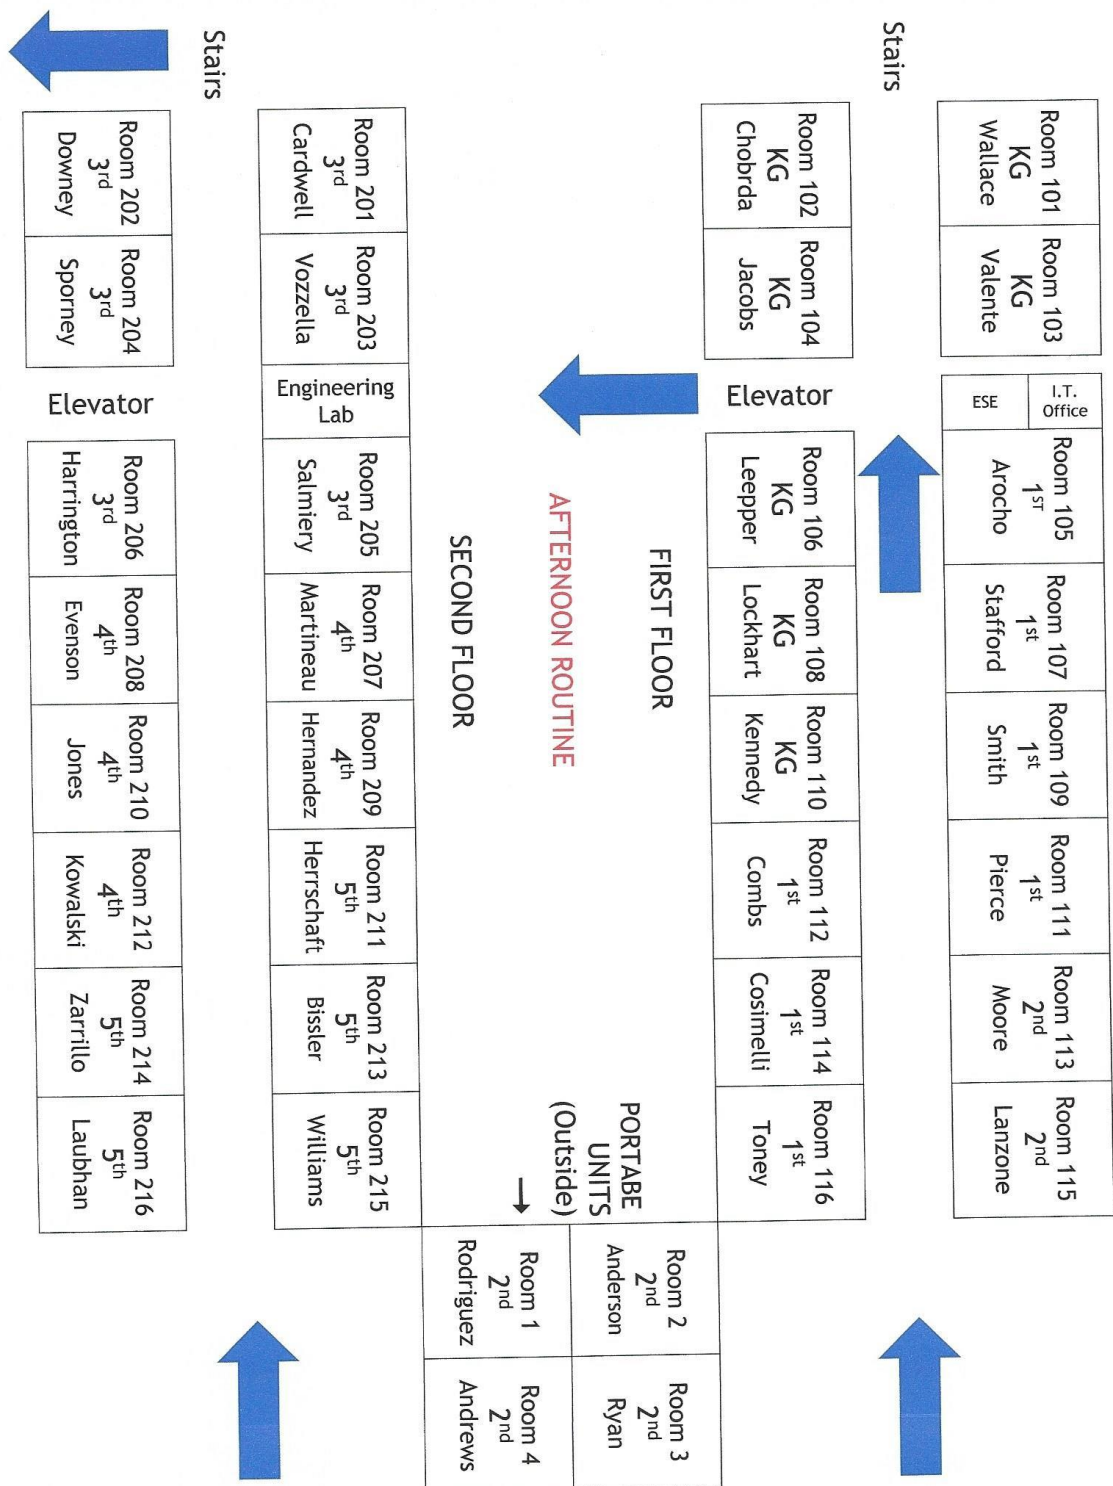 Stairs
Room 101
KG
Wallace
Room 103
KG
Valente
I.T.
Office
ESE
Room 105
1ST
Arocho
Room 107
1st
Stafford
Room 109
1st
Smith
Room 111
1st
Pierce
Room 113
2nd
Moore
Room 115
2nd
Lanzone
Room 102
KG
Chobrda
Room 104
KG
Jacobs
Elevator
Room 106
KG
Leepper
Room 108
KG
Lockhart
Room 110
KG
Kennedy
Room 112
1st
Combs
Room 114
1st
Cosimelli
Room 116
1st
Toney
FIRST FLOOR
AFTERNOON ROUTINE
SECOND FLOOR
PORTABE
UNITS
(Outside)
Room 2
2nd
Anderson
Room 3
2nd
Ryan
Room 1
2nd
Rodriguez
Room 4
2nd
Andrews
Stairs
Room 201
3rd
Cardwell
Room 203
3rd
Vozzella
Engineering
Lab
Room 205
3rd
Salmiery
Room 207
4th
Martineau
Room 209
4th
Hernandez
Room 211
5th
Herrschaft
Room 213
5th
Bissler
Room 215
5th
Williams
Room 202
3rd
Downey
Room 204
3rd
Sporney
Elevator
Room 206
3rd
Harrington
Room 208
4th
Evenson
Room 210
4th
Jones
Room 212
4th
Kowalski
Room 214
5th
Zarrillo
Room 216
5th
Laubhan